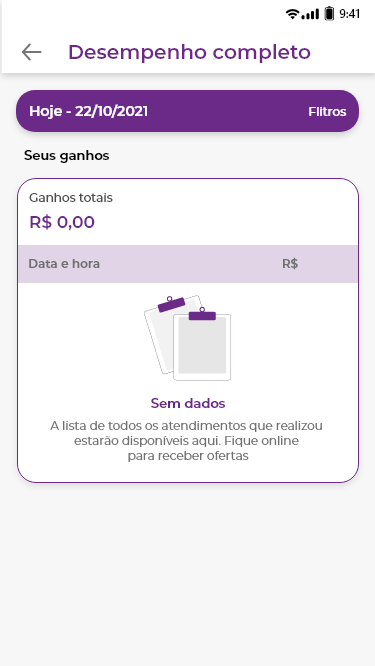 9:41
Desempenho completo
Hoje - 22/10/2021 Flitros
Seus ganhos
Ganhos totais
R$ 0,00
Data e hora R$
Sem dados
A lista de todos os atendimentos que realizou
estarão disponíveis aqui. Fique online
para receber ofertas